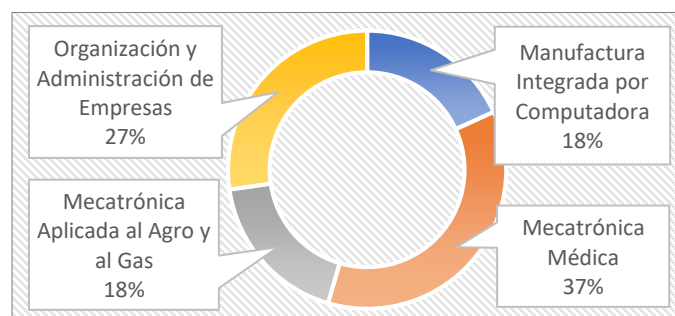 Organización y
Administración de
Empresas
27%
Manufactura
Integrada por
Computadora
18%
Mecatrónica
Aplicada al Agro y
al Gas
18%
Mecatrónica
Médica
37%